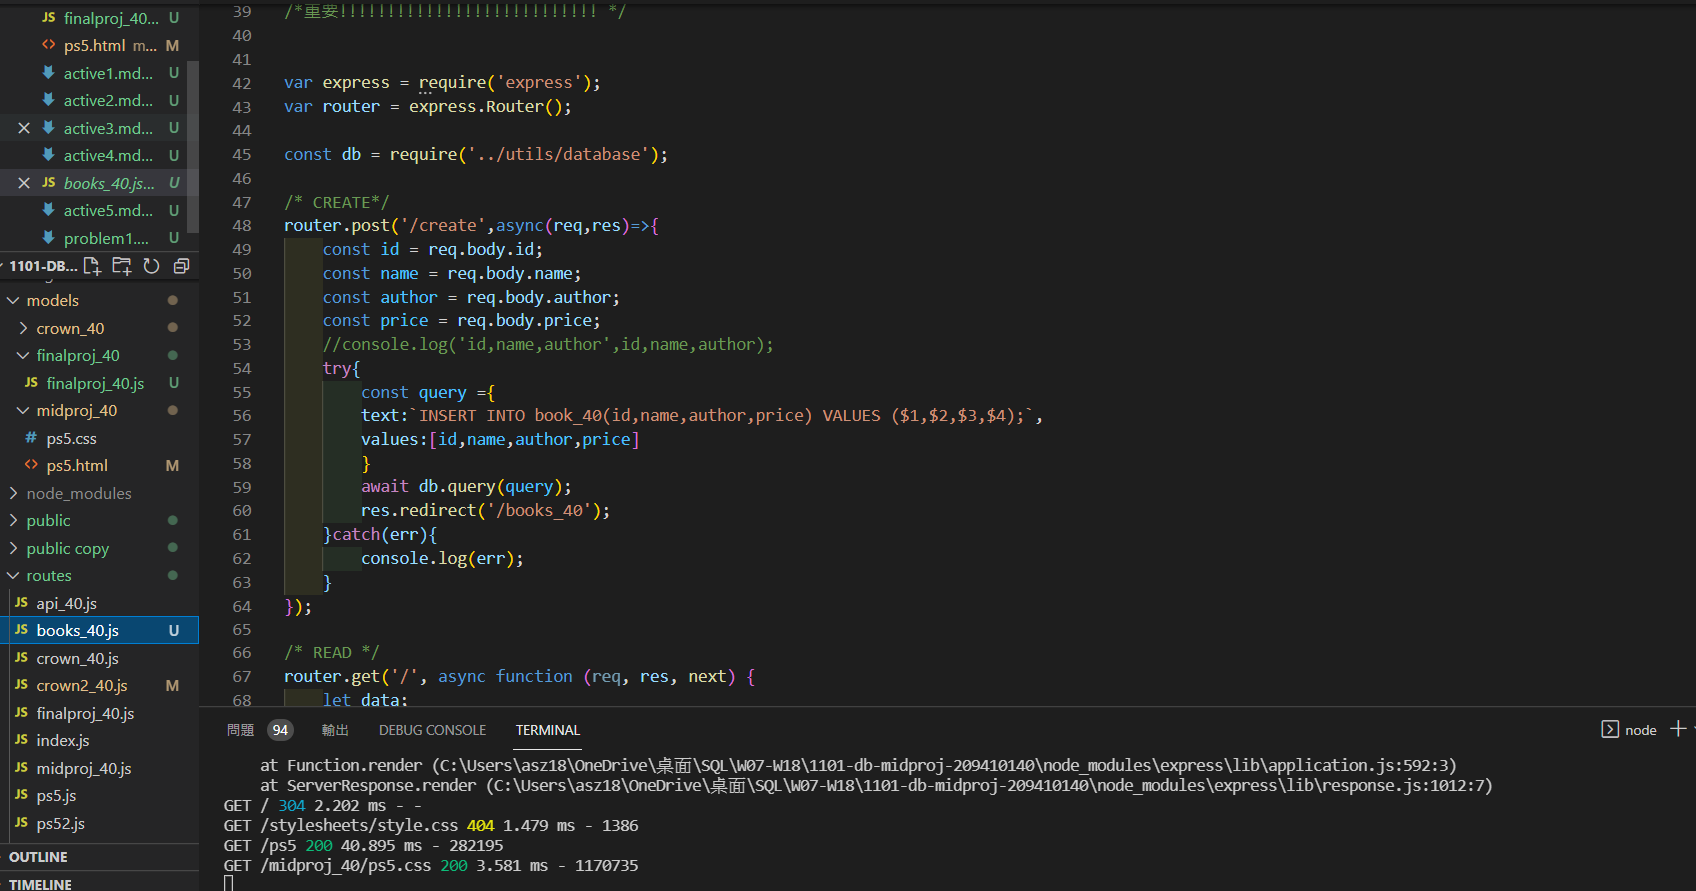 JS finalproj_40... U
<> ps5.html m... M
active1.md... U
active2.md... U
active3.md... U
active4.md... U
JS books_40.js... U
active5.md... U
problem1.... U
1101-DB...
models
crown_40
finalproj_40
JS finalproj_40.js U
midproj_40
# ps5.css
<> ps5.html M
node_modules
public
public copy
routes
JS api_40.js
JS books_40.js U
JS crown_40.js
JS crown2_40.js M
JS finalproj_40.js
JS index.js
JS midproj_40.js
JS ps5.js
JS ps52.js
OUTLINE
TIMELINE
39 /*重要!!!!!!!!!!!!!!!!!!!!!!!!!!! */
40
41
42 var express = require('express');
43 var router = express.Router();
44
45 const db = require('../utils/database');
46
47 /* CREATE*/
48 router.post('/create',async(req,res)=>{
49 const id = req.body.id;
50 const name = req.body.name;
51 const author = req.body.author;
52 const price = req.body.price;
53 //console.log('id,name,author',id,name,author);
54 try{
55 const query ={
56 text:`INSERT INTO book_40(id,name,author,price) VALUES ($1,$2,$3,$4);`,
57 values:[id,name,author,price]
58 }
59 await db.query(query);
60 res.redirect('/books_40');
61 }catch(err){
62 console.log(err);
63 }
64 });
65
66 /* READ */
67 router.get('/', async function (req, res, next) {
68 let data;
問題 94 輸出 DEBUG CONSOLE TERMINAL node
at Function.render (C:\Users\asz18\OneDrive\桌面\SQL\W07-W18\1101-db-midproj-209410140\node_modules\express\lib\application.js:592:3)
at ServerResponse.render (C:\Users\asz18\OneDrive\桌面\SQL\W07-W18\1101-db-midproj-209410140\node_modules\express\lib\response.js:1012:7)
GET / 304 2.202 ms - -
GET /stylesheets/style.css 404 1.479 ms - 1386
GET /ps5 200 40.895 ms - 282195
GET /midproj_40/ps5.css 200 3.581 ms - 1170735